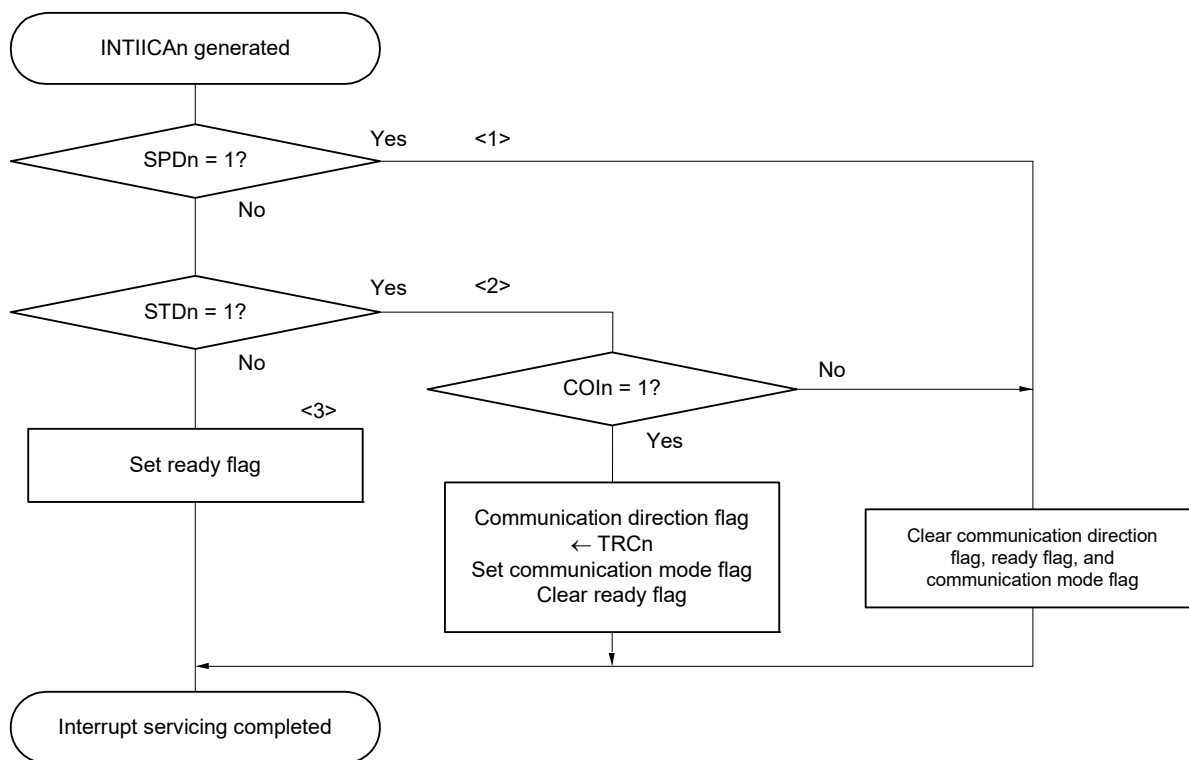 INTIICAn generated
SPDn = 1?
Yes
<1>
No
STDn = 1?
Yes
<2>
No
COIn = 1?
No
Yes
<3>
Set ready flag
Communication direction flag
← TRCn
Set communication mode flag
Clear ready flag
Clear communication direction
flag, ready flag, and
communication mode flag
Interrupt servicing completed